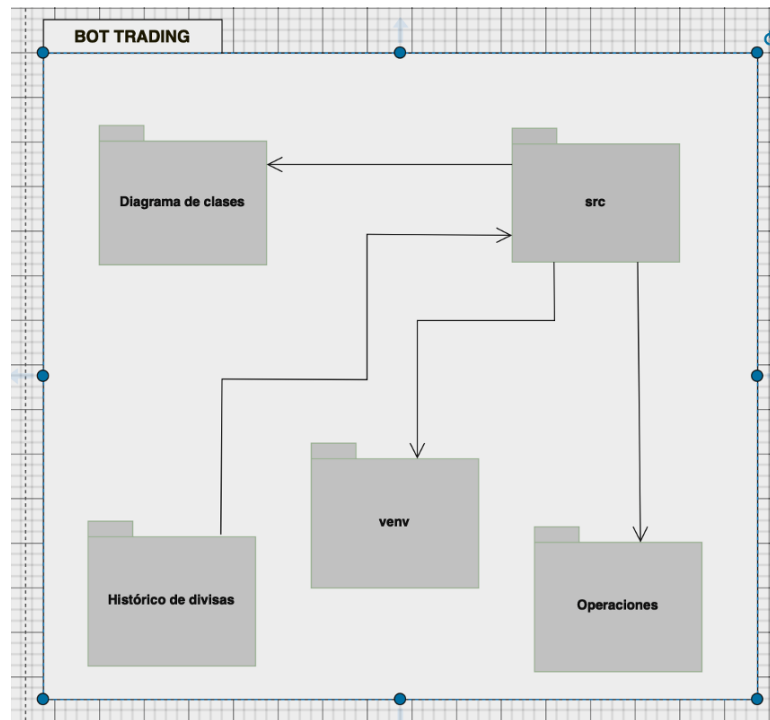 BOT TRADING
Diagrama de clases
src
venv
Histórico de divisas
Operaciones